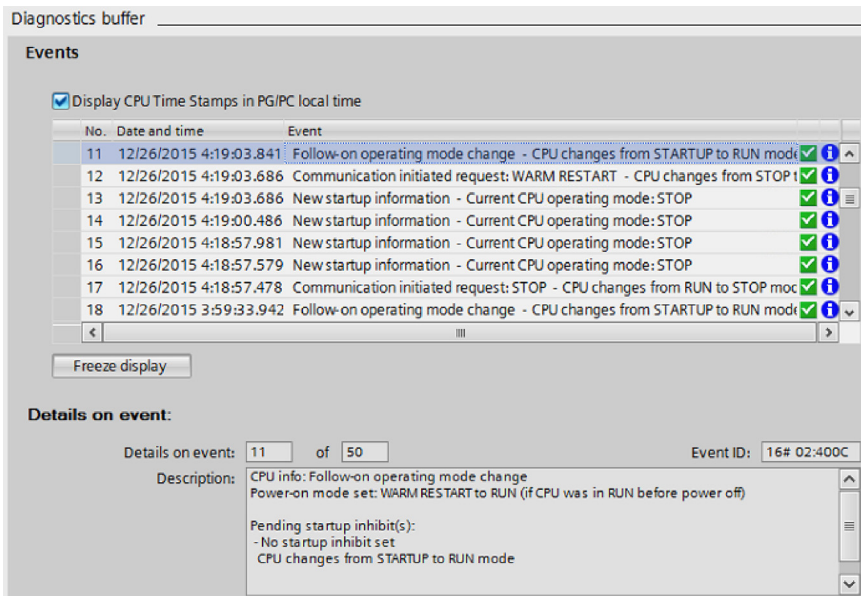 Diagnostics buffer
Events
Display CPU Time Stamps in PG/PC local time
No. Date and time Event
11 12/26/2015 4:19:03.841 Follow-on operating mode change - CPU changes from STARTUP to RUN mode
12 12/26/2015 4:19:03.686 Communication initiated request: WARM RESTART - CPU changes from STOP t
13 12/26/2015 4:19:03.686 New startup information - Current CPU operating mode: STOP
14 12/26/2015 4:19:00.486 New startup information - Current CPU operating mode: STOP
15 12/26/2015 4:18:57.981 New startup information - Current CPU operating mode: STOP
16 12/26/2015 4:18:57.579 New startup information - Current CPU operating mode: STOP
17 12/26/2015 4:18:57.478 Communication initiated request: STOP - CPU changes from RUN to STOP moc
18 12/26/2015 3:59:33.942 Follow-on operating mode change - CPU changes from STARTUP to RUN mode
Freeze display
Details on event:
Details on event: 11 of 50 Event ID: 16# 02:400C
Description: CPU info: Follow-on operating mode change
Power-on mode set: WARM RESTART to RUN (if CPU was in RUN before power off)
Pending startup inhibit(s):
- No startup inhibit set
CPU changes from STARTUP to RUN mode